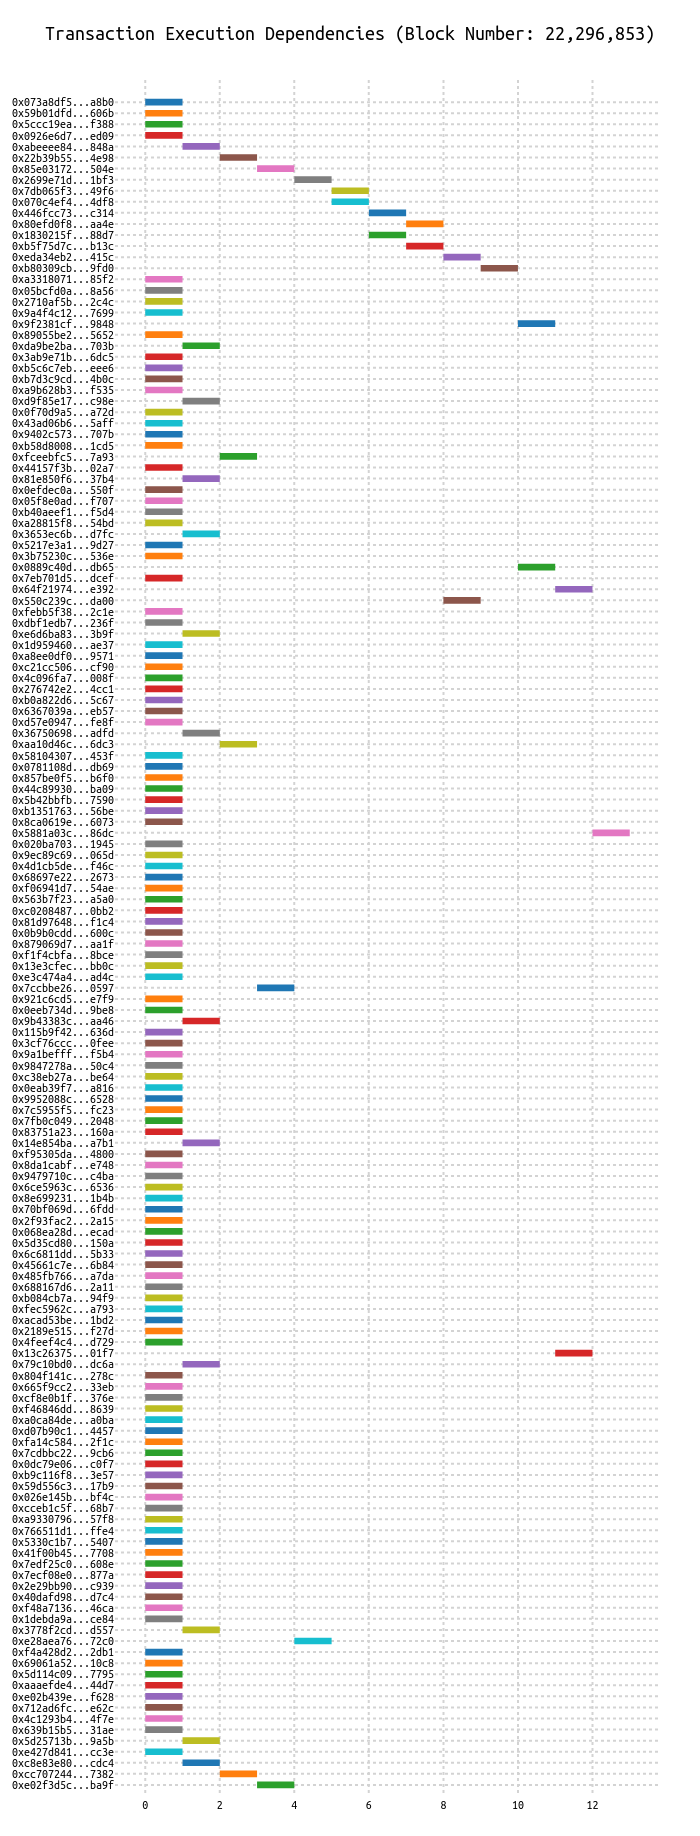 Transaction Execution Dependencies (Block Number: 22,296,853)
0x073a8df5...a8b0
0x59b01dfd...606b
0x5ccc19ea...f388
0x0926e6d7...ed09
0xabeeee84...848a
0x22b39b55...4e98
0x85e03172...504e
0x2699e71d...1bf3
0x7db065f3...49f6
0x070c4ef4...4df8
0x446fcc73...c314
0x80efd0f8...aa4e
0x1830215f...88d7
0xb5f75d7c...b13c
0xeda34eb2...415c
0xb80309cb...9fd0
0xa3318071...85f2
0x05bcfd0a...8a56
0x2710af5b...2c4c
0x9a4f4c12...7699
0x9f2381cf...9848
0x89055be2...5652
0xda9be2ba...703b
0x3ab9e71b...6dc5
0xb5c6c7eb...eee6
0xb7d3c9cd...4b0c
0xa9b628b3...f535
0xd9f85e17...c98e
0x0f70d9a5...a72d
0x43ad06b6...5aff
0x9402c573...707b
0xb58d8008...1cd5
0xfceebfc5...7a93
0x44157f3b...02a7
0x81e850f6...37b4
0x0efdec0a...550f
0x05f8e0ad...f707
0xb40aeef1...f5d4
0xa28815f8...54bd
0x3653ec6b...d7fc
0x5217e3a1...9d27
0x3b75230c...536e
0x0889c40d...db65
0x7eb701d5...dcef
0x64f21974...e392
0x550c239c...da00
0xfebb5f38...2c1e
0xdbf1edb7...236f
0xe6d6ba83...3b9f
0x1d959460...ae37
0xa8ee0df0...9571
0xc21cc506...cf90
0x4c096fa7...008f
0x276742e2...4cc1
0xb0a822d6...5c67
0x6367039a...eb57
0xd57e0947...fe8f
0x36750698...adfd
0xaa10d46c...6dc3
0x58104307...453f
0x0781108d...db69
0x857be0f5...b6f0
0x44c89930...ba09
0x5b42bbfb...7590
0xb1351763...56be
0x8ca0619e...6073
0x5881a03c...86dc
0x020ba703...1945
0x9ec89c69...065d
0x4d1cb5de...f46c
0x68697e22...2673
0xf06941d7...54ae
0x563b7f23...a5a0
0xc0208487...0bb2
0x81d97648...f1c4
0x0b9b0cdd...600c
0x879069d7...aa1f
0xf1f4cbfa...8bce
0x13e3cfec...bb0c
0xe3c474a4...ad4c
0x7ccbbe26...0597
0x921c6cd5...e7f9
0x0eeb734d...9be8
0x9b43383c...aa46
0x115b9f42...636d
0x3cf76ccc...0fee
0x9a1befff...f5b4
0x9847278a...50c4
0xc38eb27a...be64
0x0eab39f7...a816
0x9952088c...6528
0x7c5955f5...fc23
0x7fb0c049...2048
0x83751a23...160a
0x14e854ba...a7b1
0xf95305da...4800
0x8da1cabf...e748
0x9479710c...c4ba
0x6ce5963c...6536
0x8e699231...1b4b
0x70bf069d...6fdd
0x2f93fac2...2a15
0x068ea28d...ecad
0x5d35cd80...150a
0x6c6811dd...5b33
0x45661c7e...6b84
0x485fb766...a7da
0x688167d6...2a11
0xb084cb7a...94f9
0xfec5962c...a793
0xacad53be...1bd2
0x2189e515...f27d
0x4feef4c4...d729
0x13c26375...01f7
0x79c10bd0...dc6a
0x804f141c...278c
0x665f9cc2...33eb
0xcf8e0b1f...376e
0xf46846dd...8639
0xa0ca84de...a0ba
0xd07b90c1...4457
0xfa14c584...2f1c
0x7cdbbc22...9cb6
0x0dc79e06...c0f7
0xb9c116f8...3e57
0x59d556c3...17b9
0x026e145b...bf4c
0xcceb1c5f...68b7
0xa9330796...57f8
0x766511d1...ffe4
0x5330c1b7...5407
0x41f00b45...7708
0x7edf25c0...608e
0x7ecf08e0...877a
0x2e29bb90...c939
0x40dafd98...d7c4
0xf48a7136...46ca
0x1debda9a...ce84
0x3778f2cd...d557
0xe28aea76...72c0
0xf4a428d2...2db1
0x69061a52...10c8
0x5d114c09...7795
0xaaaefde4...44d7
0xe02b439e...f628
0x712ad6fc...e62c
0x4c1293b4...4f7e
0x639b15b5...31ae
0x5d25713b...9a5b
0xe427d841...cc3e
0xc8e83e80...cdc4
0xcc707244...7382
0xe02f3d5c...ba9f
0 2 4 6 8 10 12